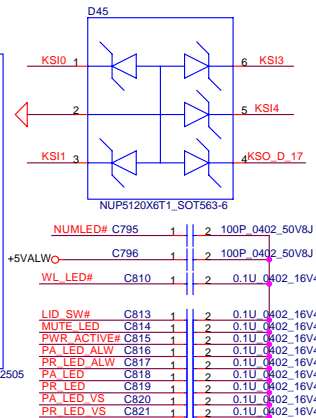 D45
KSI0 1 6 KSI3
2 5 KSI4
KSI1 3 4 KSO_D_17
NUP5120X6T1_SOT563-6
NUMLED# C795 1 2 100P_0402_50V8J
+5VALW C796 1 2 100P_0402_50V8J
WL_LED# C810 1 2 0.1U_0402_16V4
LID_SW# C813 1 2 0.1U_0402_16V4
MUTE_LED C814 1 2 0.1U_0402_16V4
PWR_ACTIVE# C815 1 2 0.1U_0402_16V4
PA_LED_ALW C816 1 2 0.1U_0402_16V4
PR_LED_ALW C817 1 2 0.1U_0402_16V4
PA_LED C818 1 2 0.1U_0402_16V4
2505 PR_LED C819 1 2 0.1U_0402_16V4
PA_LED_VS C820 1 2 0.1U_0402_16V4
PR_LED_VS C821 1 2 0.1U_0402_16V4